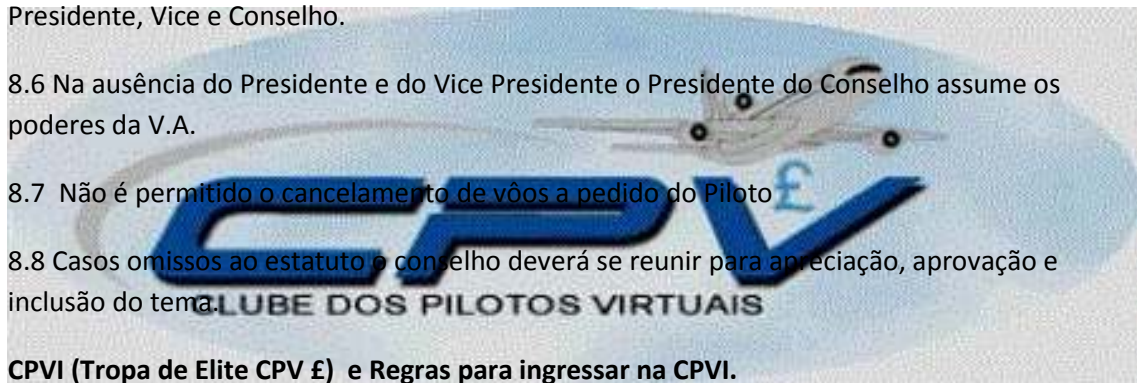 Presidente, Vice e Conselho.
8.6 Na ausência do Presidente e do Vice Presidente o Presidente do Conselho assume os
poderes da V.A.
8.7 Não é permitido o cancelamento de vôos a pedido do Piloto
£
CPV
8.8 Casos omissos ao estatuto o conselho deverá se reunir para apreciação, aprovação e
inclusão do tema.
CLUBE DOS PILOTOS VIRTUAIS
CPVI (Tropa de Elite CPV £) e Regras para ingressar na CPVI.